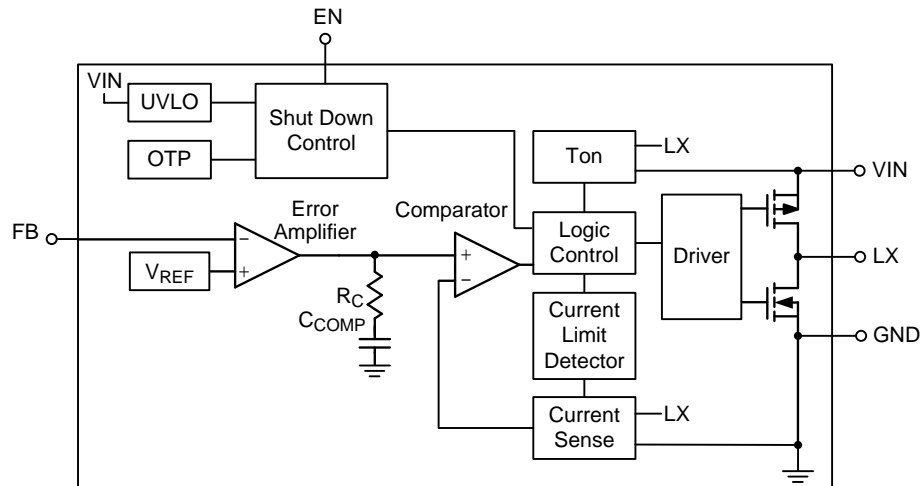 EN
VIN
UVLO
OTP
Shut Down
Control
Ton
LX
VIN
FB
Error
Amplifier
Comparator
−
+
VREF
+
−
Logic
Control
Driver
LX
RC
CCOMP
Current
Limit
Detector
GND
Current
Sense
LX